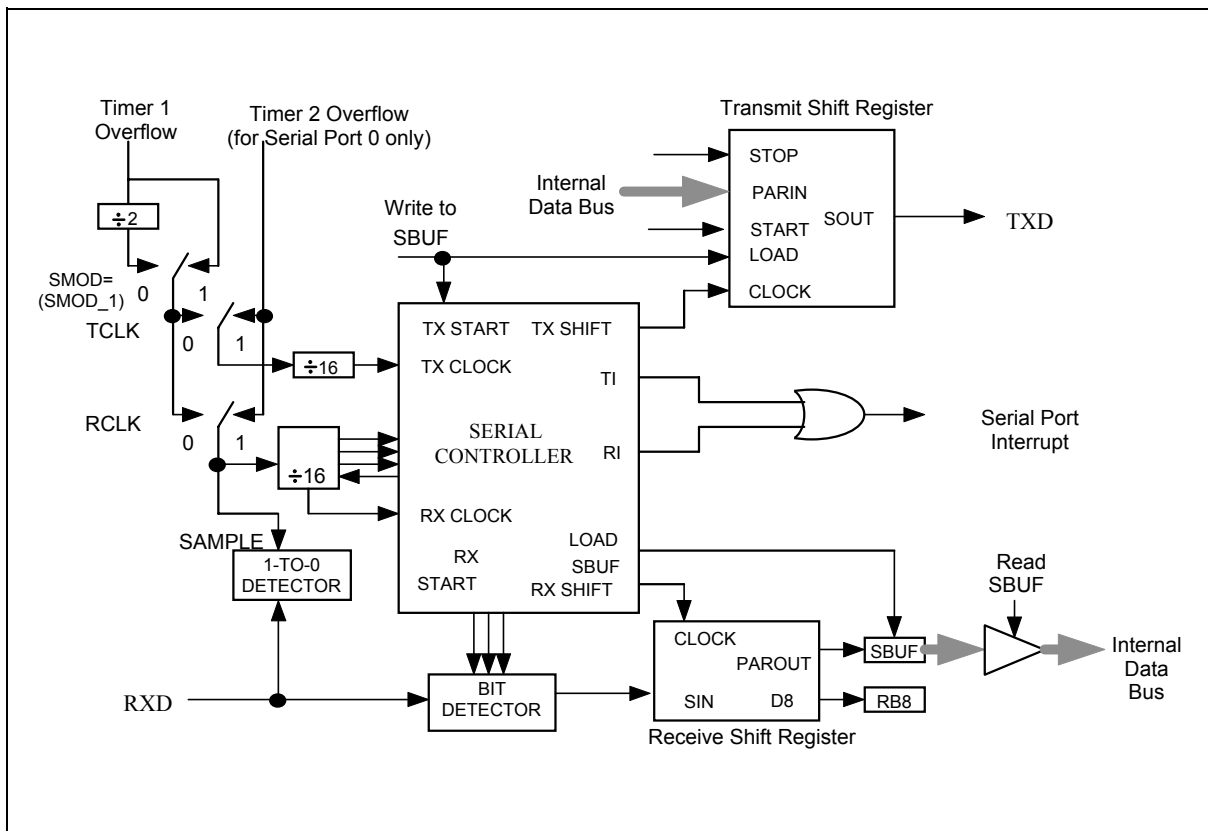 Timer 1
Overflow
Timer 2 Overflow
(for Serial Port 0 only)
Transmit Shift Register
STOP
PARIN
SOUT
START
LOAD
CLOCK
Internal
Data Bus
TXD
÷2
Write to
SBUF
SMOD=
(SMOD_1)
0
1
TCLK
0
1
÷16
RCLK
0
1
÷16
TX START
TX SHIFT
TX CLOCK
TI
SERIAL
CONTROLLER
RI
RX CLOCK
LOAD
SBUF
RX
START
RX SHIFT
Serial Port
Interrupt
SAMPLE
1-TO-0
DETECTOR
Read
SBUF
CLOCK
PAROUT
SIN
D8
SBUF
RB8
Internal
Data
Bus
RXD
BIT
DETECTOR
Receive Shift Register